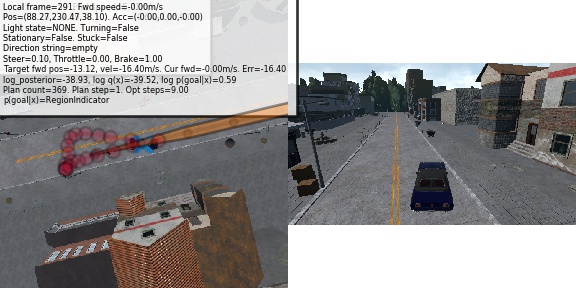 Local frame=291: Fwd speed=-0.00m/s
Pos=(88.27,230.47,38.10). Acc=(-0.00,0.00,-0.00)
Light state=NONE. Turning=False
Stationary=False. Stuck=False
Direction string=empty
Steer=0.10, Throttle=0.00, Brake=1.00
Target fwd pos=-13.12, vel=-16.40m/s. Cur fwd=-0.00m/s. Err=-16.40
log_posterior=-38.93, log q(x)=-39.52, log p(goal|x)=0.59
Plan count=369. Plan step=1. Opt steps=9.00
p(goal|x)=RegionIndicator